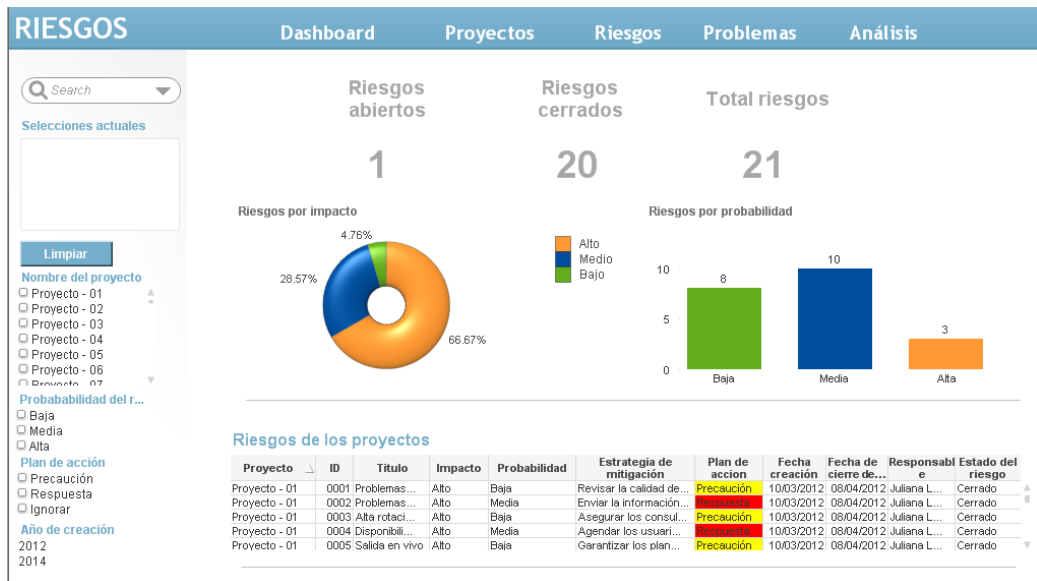 RIESGOS
Dashboard Proyectos Riesgos Problemas Análisis
Search
Selecciones actuales
Limpiar
Nombre del proyecto
Proyecto - 01
Proyecto - 02
Proyecto - 03
Proyecto - 04
Proyecto - 05
Proyecto - 06
Proyecto - 07
Probababilidad del r...
Baja
Media
Alta
Plan de acción
Precaución
Respuesta
Ignorar
Año de creación
2012
2014
Riesgos
abiertos
1
Riesgos
cerrados
20
Total riesgos
21
Riesgos por impacto
4.76%
28.57%
66.67%
Alto
Medio
Bajo
Riesgos por probabilidad
10
5
0
8
10
3
Baja Media Alta
Riesgos de los proyectos
Proyecto ID Titulo Impacto Probabilidad Estrategia de mitigación Plan de accion Fecha creación Fecha de cierre de... Responsable Estado del riesgo
Proyecto - 01 0001 Problemas... Alto Baja Revisar la calidad de... Precaución 10/03/2012 08/04/2012 Juliana L... Cerrado
Proyecto - 01 0002 Problemas... Alto Media Enviar la información... Respuesta 10/03/2012 08/04/2012 Juliana L... Cerrado
Proyecto - 01 0003 Alta rotaci... Alto Baja Asegurar los consul... Precaución 10/03/2012 08/04/2012 Juliana L... Cerrado
Proyecto - 01 0004 Disponibili... Alto Media Agendar los usuari... Respuesta 10/03/2012 08/04/2012 Juliana L... Cerrado
Proyecto - 01 0005 Salida en vivo Alto Baja Garantizar los plan... Precaución 10/03/2012 08/04/2012 Juliana L... Cerrado